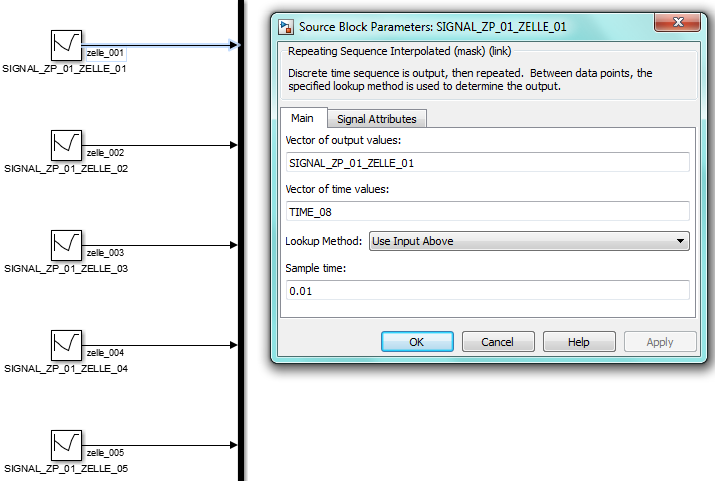 zelle_001
SIGNAL_ZP_01_ZELLE_01
zelle_002
SIGNAL_ZP_01_ZELLE_02
zelle_003
SIGNAL_ZP_01_ZELLE_03
zelle_004
SIGNAL_ZP_01_ZELLE_04
zelle_005
SIGNAL_ZP_01_ZELLE_05
Source Block Parameters: SIGNAL_ZP_01_ZELLE_01
Repeating Sequence Interpolated (mask) (link)
Discrete time sequence is output, then repeated. Between data points, the
specified lookup method is used to determine the output.
Main Signal Attributes
Vector of output values:
SIGNAL_ZP_01_ZELLE_01
Vector of time values:
TIME_08
Lookup Method: Use Input Above
Sample time:
0.01
OK Cancel Help Apply